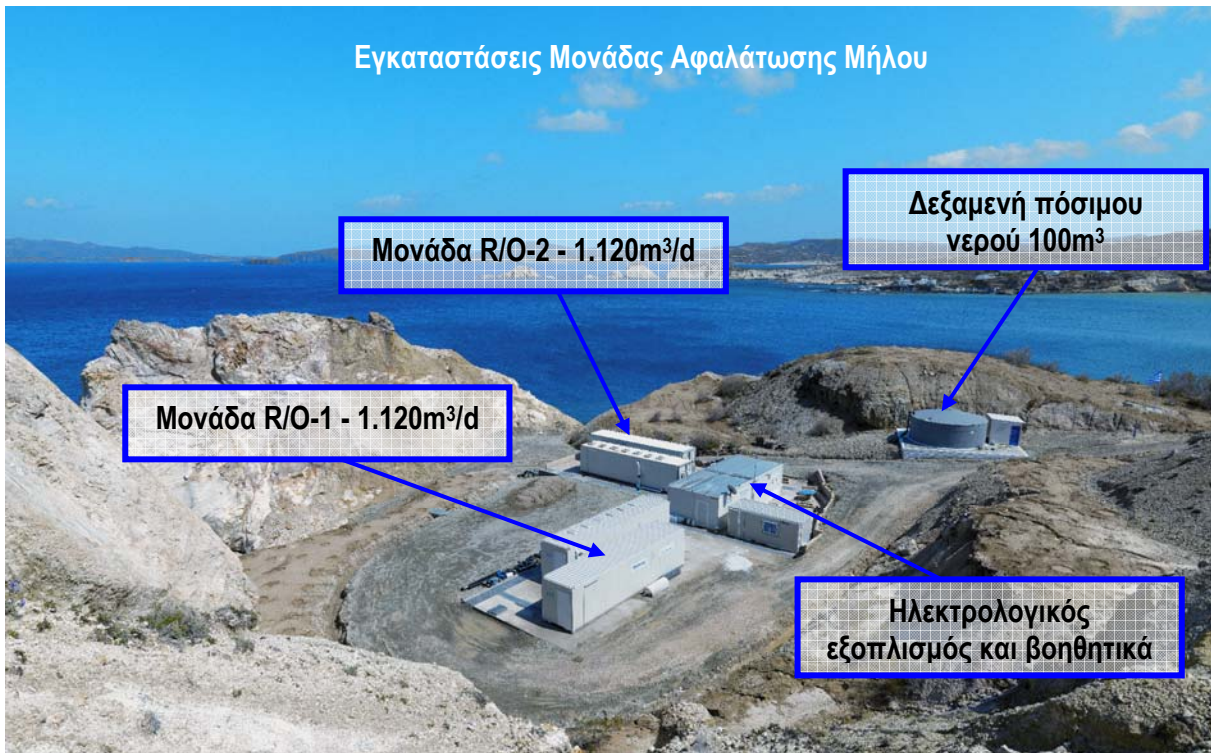 Εγκαταστάσεις Μονάδας Αφαλάτωσης Μήλου
Δεξαμενή πόσιμου
νερού 100m³
Μονάδα R/O-2 - 1.120m³/d
Μονάδα R/O-1 - 1.120m³/d
Ηλεκτρολογικός
εξοπλισμός και βοηθητικά